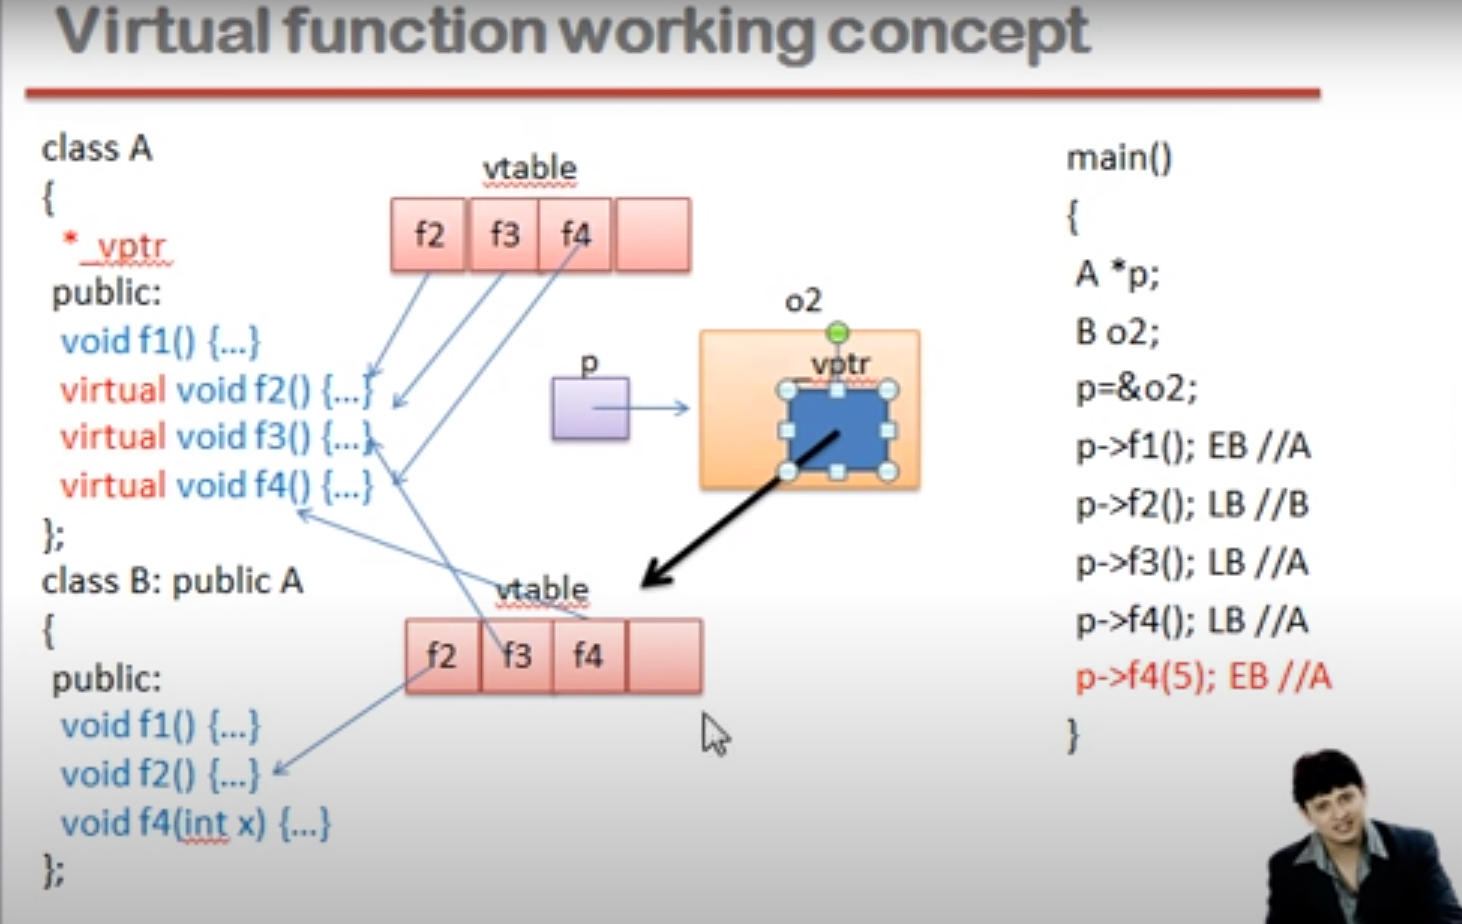 Virtual function working concept
class A
{
*_vptr
public:
void f1() {...}
virtual void f2() {...}
virtual void f3() {...}
virtual void f4() {...}
};
class B: public A
{
public:
void f1() {...}
void f2() {...}
void f4(int x) {...}
};
vtable
f2 f3 f4
p
o2
_vptr
vtable
f2 f3 f4
main()
{
A *p;
B o2;
p=&o2;
p->f1(); EB //A
p->f2(); LB //B
p->f3(); LB //A
p->f4(); LB //A
p->f4(5); EB //A
}